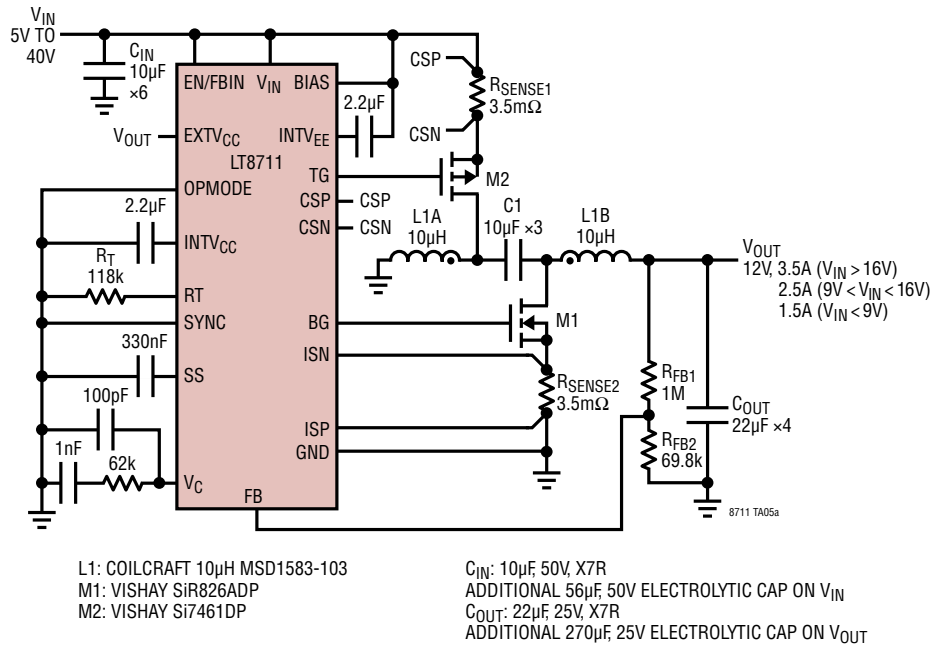 VIN
5V TO
40V
CIN
10µF
×6
EN/FBIN VIN BIAS
2.2µF
CSP
RSENSE1
3.5mΩ
VOUT
EXTVCC
INTVEE
CSN
LT8711
TG
M2
OPMODE
CSP
CSP
2.2µF
CSN
CSN
L1A
10µH
C1
10µF ×3
L1B
10µH
INTVCC
VOUT
12V, 3.5A (VIN > 16V)
2.5A (9V < VIN < 16V)
1.5A (VIN < 9V)
RT
118k
RT
SYNC
BG
M1
330nF
ISN
SS
RSENSE2
3.5mΩ
RFB1
1M
100pF
COUT
22µF ×4
ISP
1nF
62k
GND
RFB2
69.8k
VC
FB
8711 TA05a
L1: COILCRAFT 10µH MSD1583-103
M1: VISHAY SiR826ADP
M2: VISHAY Si7461DP
CIN: 10µF, 50V, X7R
ADDITIONAL 56µF, 50V ELECTROLYTIC CAP ON VIN
COUT: 22µF, 25V, X7R
ADDITIONAL 270µF, 25V ELECTROLYTIC CAP ON VOUT